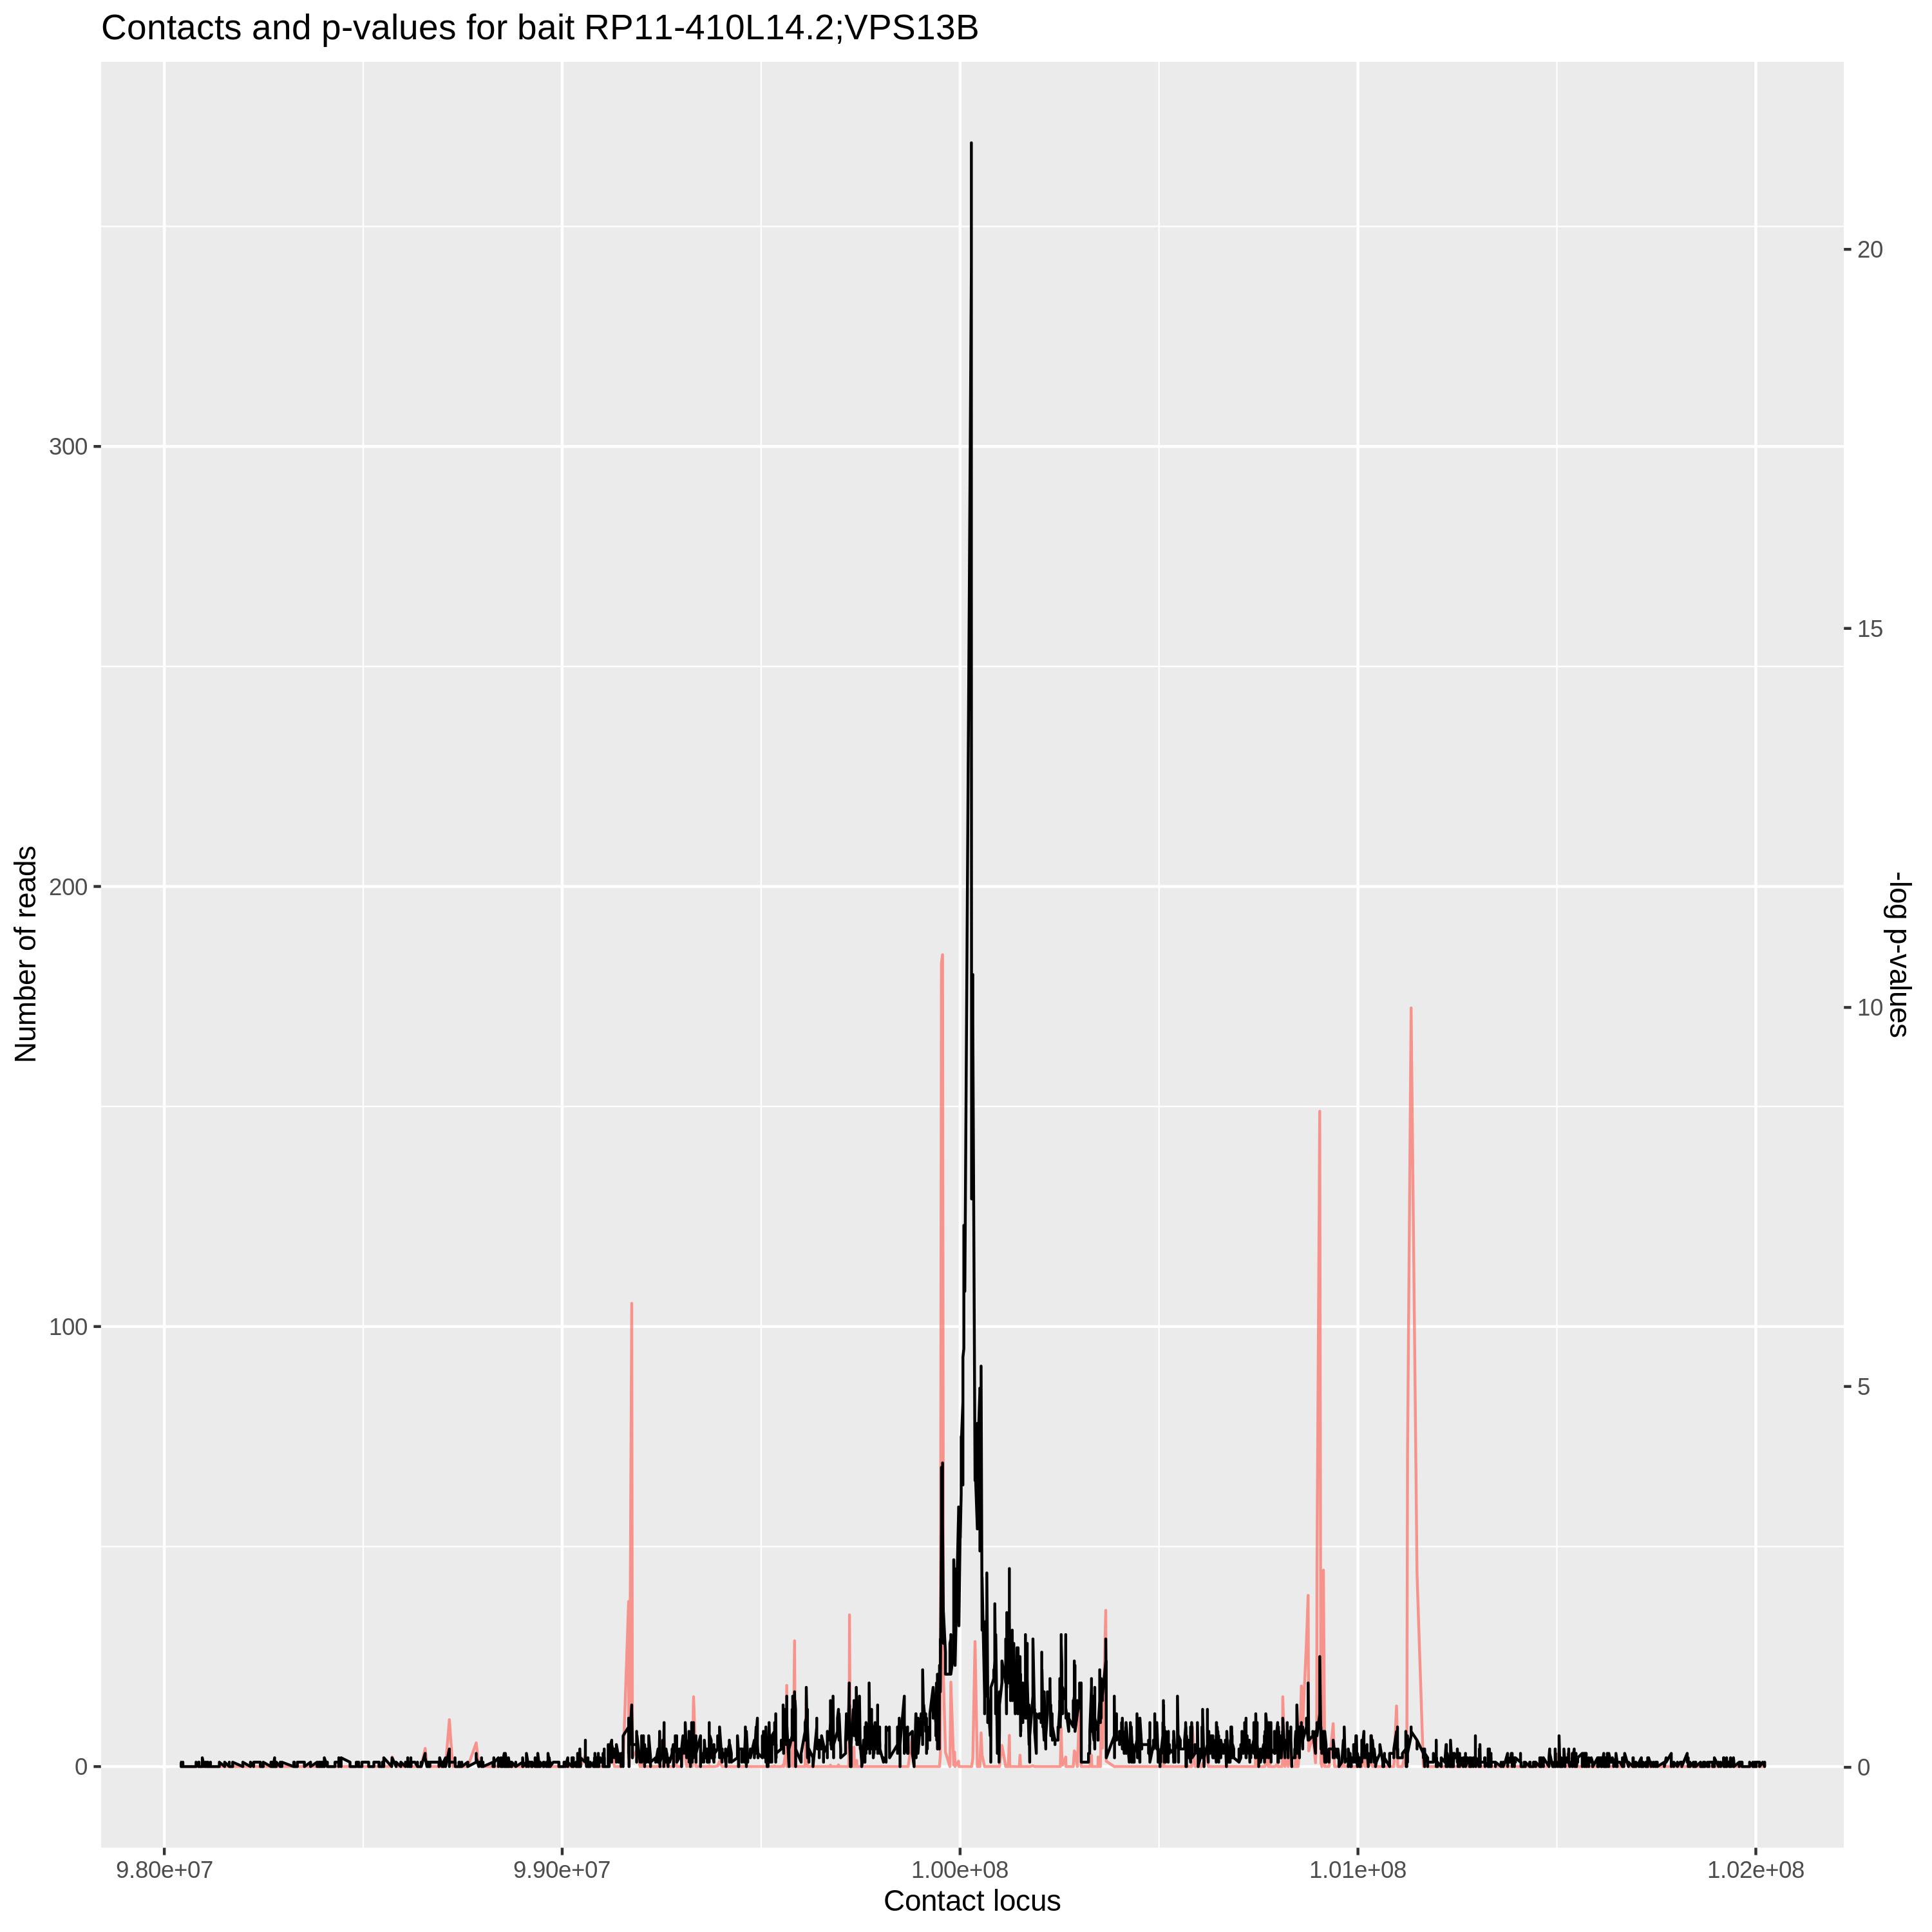 Contacts and p-values for bait RP11-410L14.2;VPS13B
Number of reads
300
200
100
0
20
15
10
5
0
-log p-values
9.80e+07
9.90e+07
1.00e+08
1.01e+08
1.02e+08
Contact locus